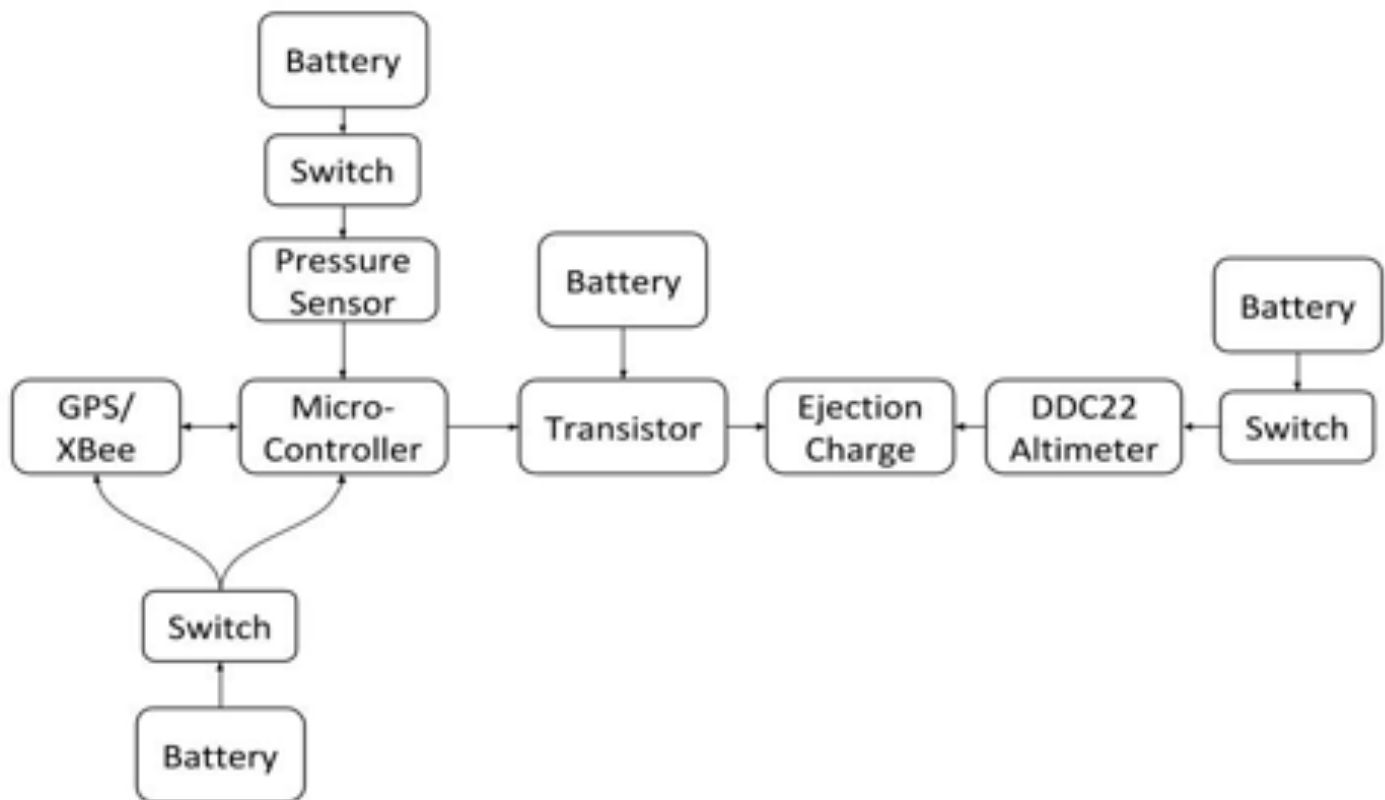 Battery
Switch
Pressure
Sensor
Battery
Battery
GPS/
XBee
Micro-
Controller
Transistor
Ejection
Charge
DDC22
Altimeter
Switch
Switch
Battery